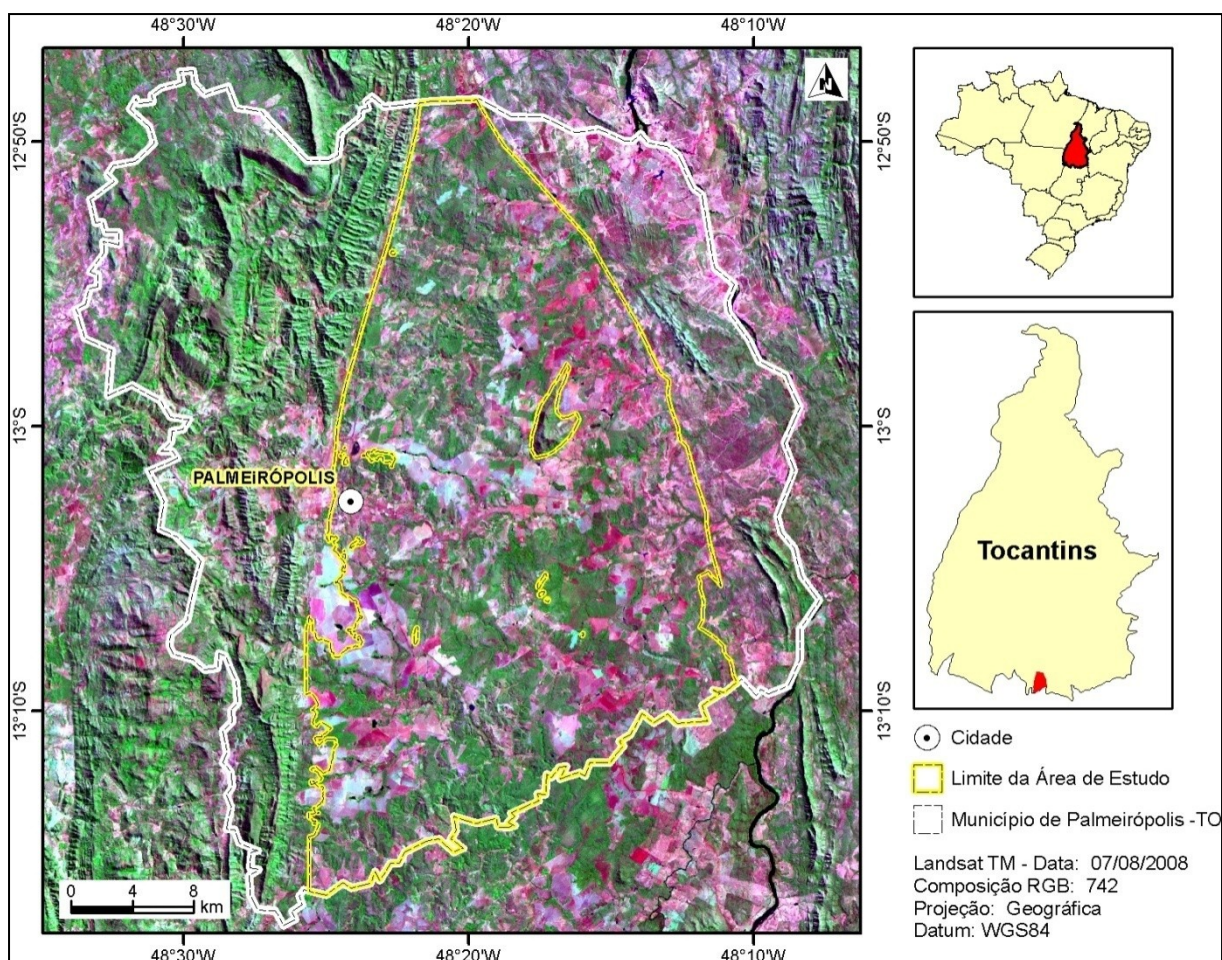 48°30'W
48°20'W
48°10'W
12°50'S
12°50'S
N
13°S
13°S
PALMEiRÓPOLIS
13°10'S
13°10'S
0 4 8
km
48°30'W
48°20'W
48°10'W
Tocantins
Cidade
Limite da Área de Estudo
Município de Palmeirópolis -TO
Landsat TM - Data: 07/08/2008
Composição RGB: 742
Projeção: Geográfica
Datum: WGS84